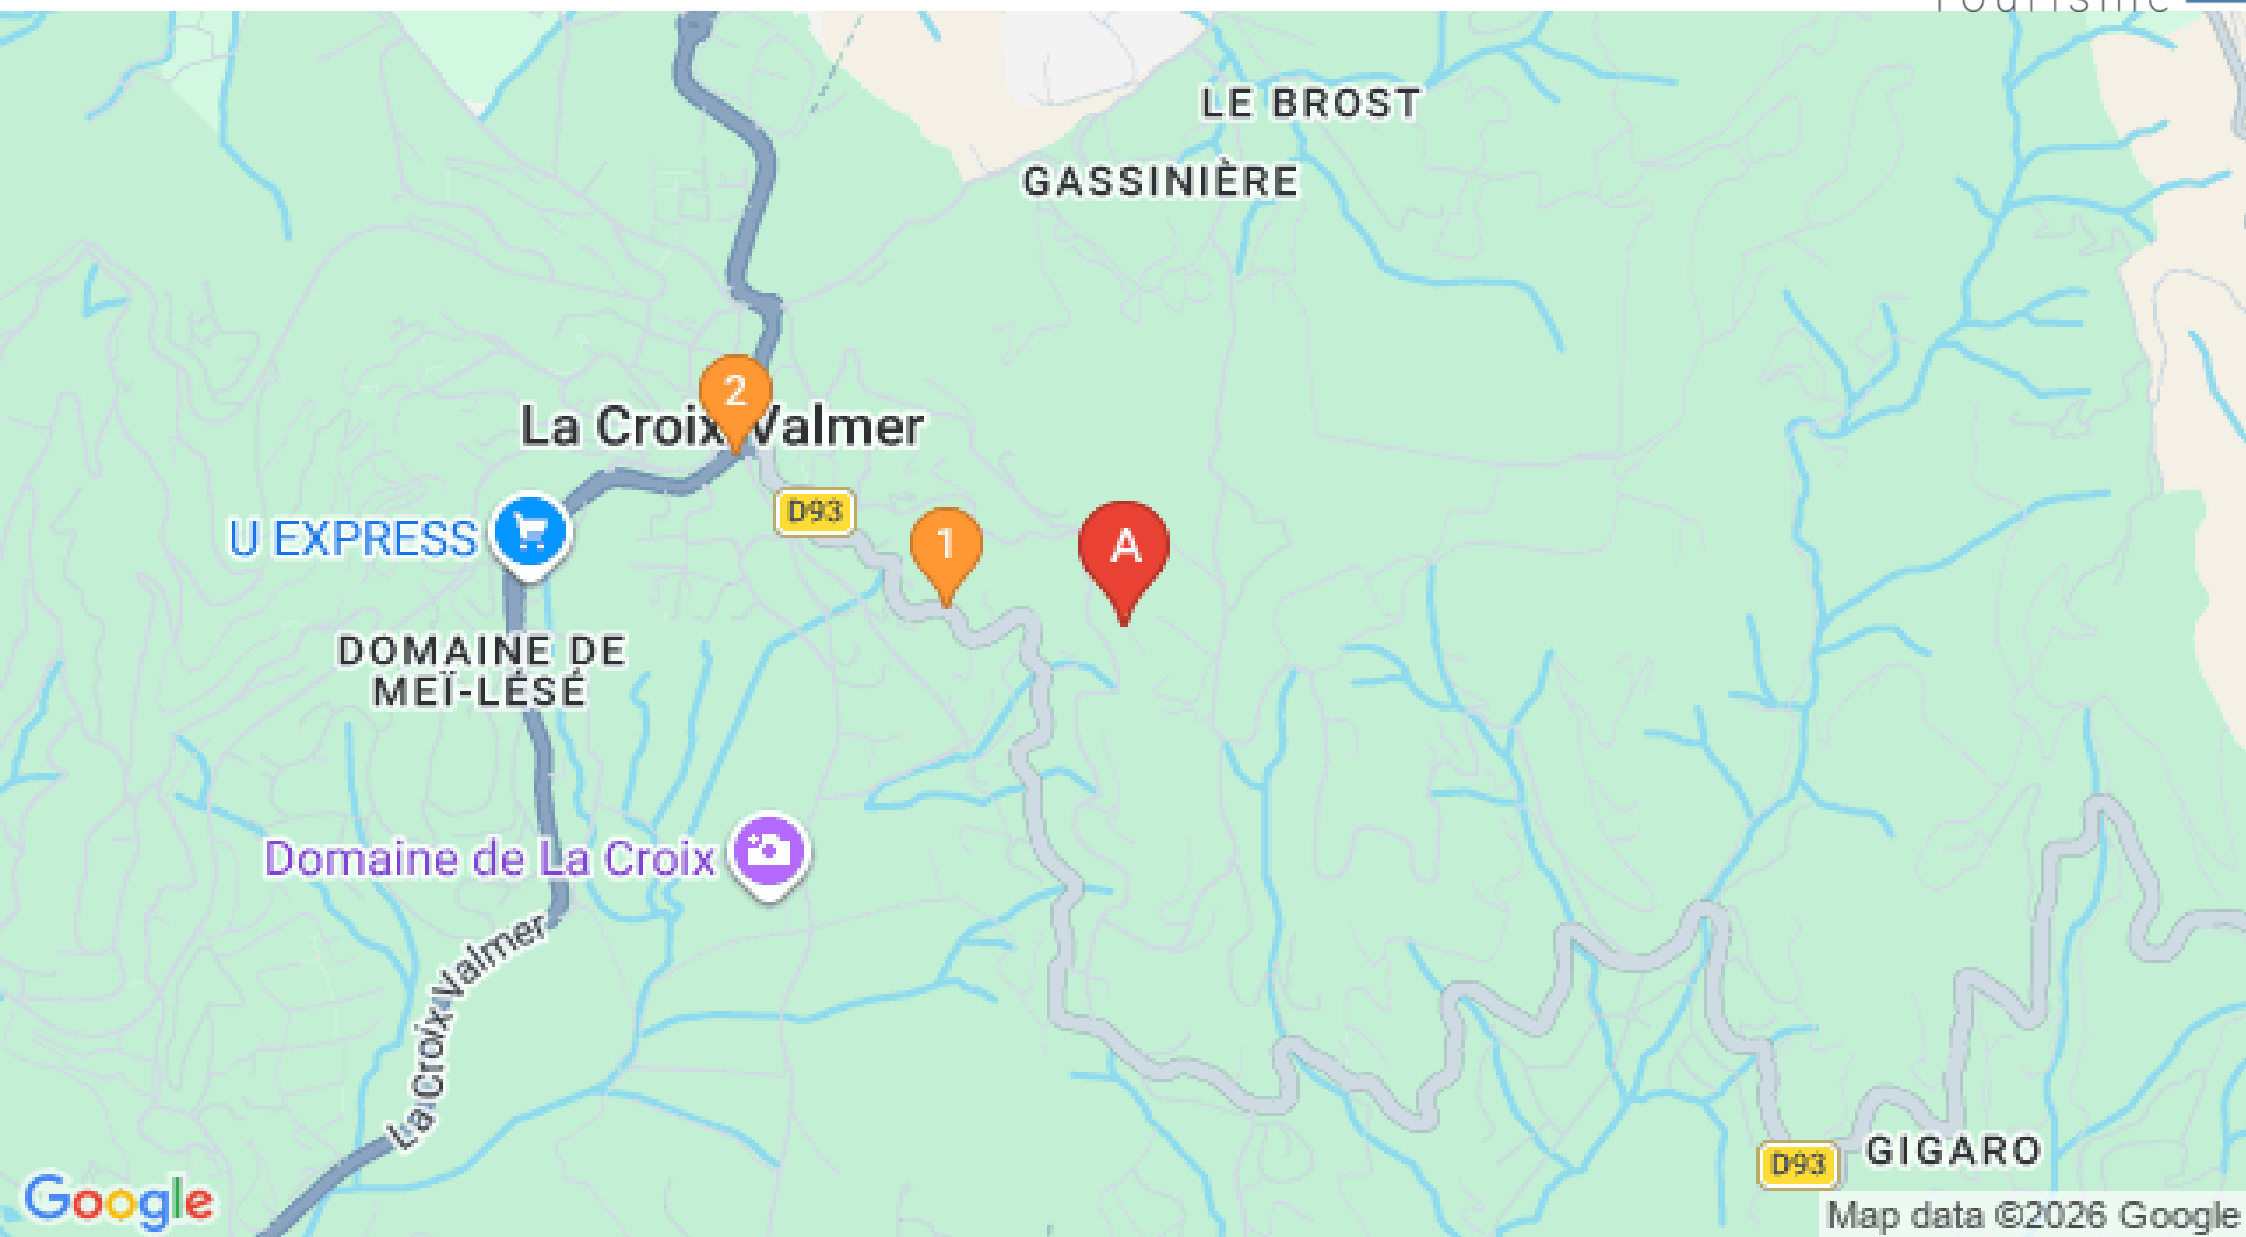 Tourisme
LE BROST
GASSINIÈRE
2
La Croix-Valmer
D93
U EXPRESS
1
A
DOMAINE DE
MEÏ-LÉSÉ
Domaine de La Croix
La Croix-Valmer
D93
GIGARO
Google
Map data ©2026 Google